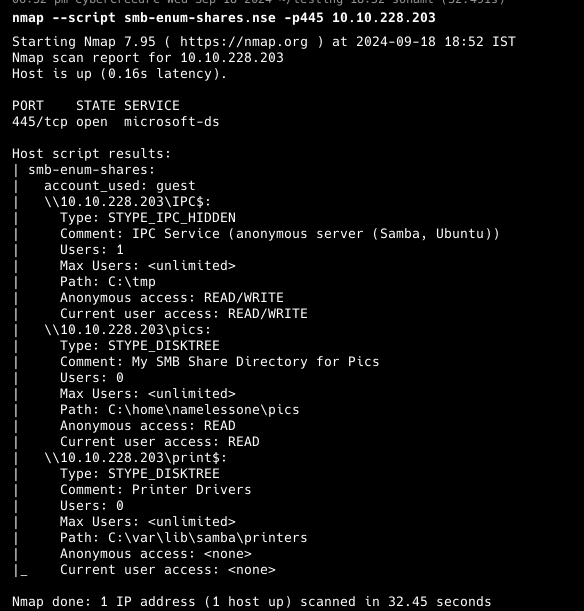 nmap --script smb-enum-shares.nse -p445 10.10.228.203
Starting Nmap 7.95 ( https://nmap.org ) at 2024-09-18 18:52 IST
Nmap scan report for 10.10.228.203
Host is up (0.16s latency).
PORT    STATE SERVICE
445/tcp open  microsoft-ds
Host script results:
| smb-enum-shares:
|   account_used: guest
|   \\10.10.228.203\IPC$:
|     Type: STYPE_IPC_HIDDEN
|     Comment: IPC Service (anonymous server (Samba, Ubuntu))
|     Users: 1
|     Max Users: <unlimited>
|     Path: C:\tmp
|     Anonymous access: READ/WRITE
|     Current user access: READ/WRITE
|   \\10.10.228.203\pics:
|     Type: STYPE_DISKTREE
|     Comment: My SMB Share Directory for Pics
|     Users: 0
|     Max Users: <unlimited>
|     Path: C:\home\namelessone\pics
|     Anonymous access: READ
|     Current user access: READ
|   \\10.10.228.203\print$:
|     Type: STYPE_DISKTREE
|     Comment: Printer Drivers
|     Users: 0
|     Max Users: <unlimited>
|     Path: C:\var\lib\samba\printers
|     Anonymous access: <none>
|_    Current user access: <none>
Nmap done: 1 IP address (1 host up) scanned in 32.45 seconds